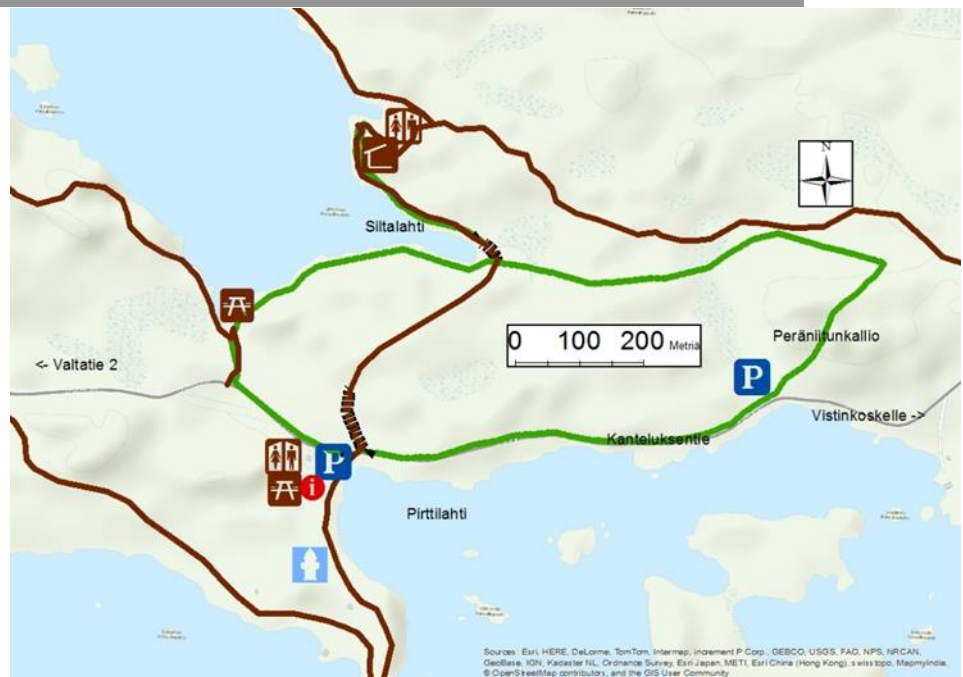 N
Siltalahti
0 100 200 Metriä
Peräniitunkallio
<- Valtatie 2
P
Vistinkoskelle ->
Kanteluksentie
P
i
Pirttilahti
Sources: Esri, HERE, DeLorme, TomTom, Intermap, increment P Corp., GEBCO, USGS, FAO, NPS, NRCAN,
GeoBase, IGN, Kadaster NL, Ordnance Survey, Esri Japan, METI, Esri China (Hong Kong), swisstopo, MapmyIndia,
© OpenStreetMap contributors, and the GIS User Community